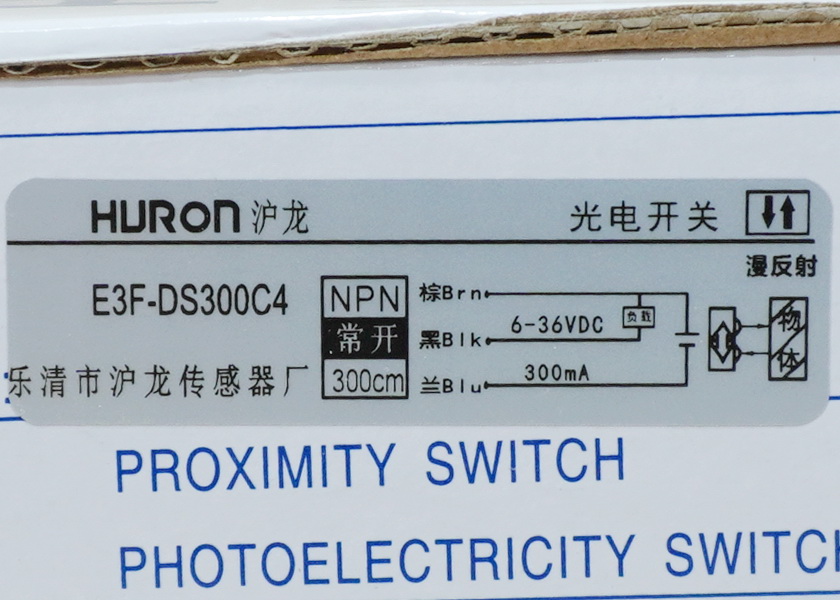 HURON 沪龙 光电开关
漫反射
E3F-DS300C4 NPN 棕Brn
常开 黑Blk 6-36VDC 负载 物体
乐清市沪龙传感器厂 300cm 兰Blu 300mA
PROXIMITY SWITCH
PHOTOELECTRICITY SWITCH